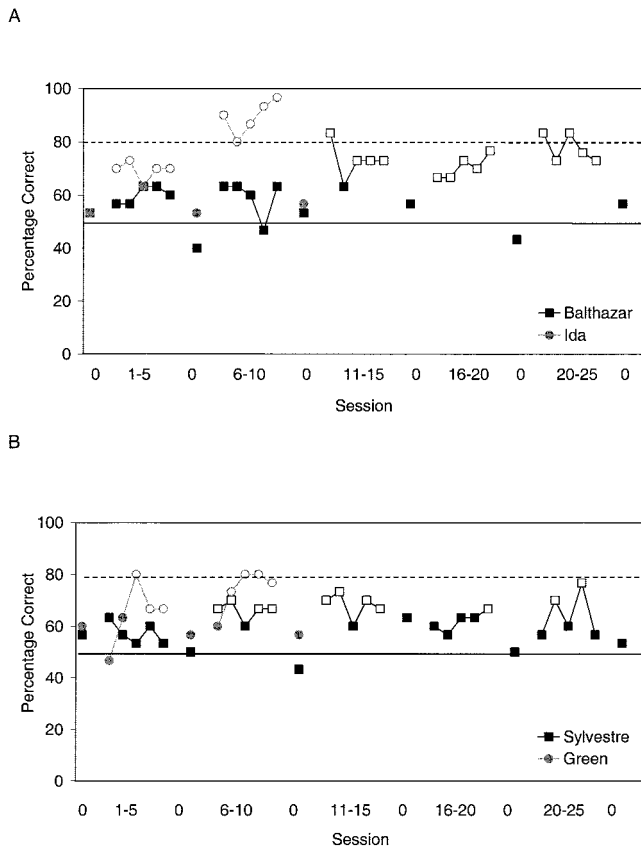 A
100
80
60
40
20
0
Percentage Correct
Balthazar
Ida
0 1-5 0 6-10 0 11-15 0 16-20 0 20-25 0
Session
B
100
80
60
40
20
0
Percentage Correct
Sylvestre
Green
0 1-5 0 6-10 0 11-15 0 16-20 0 20-25 0
Session